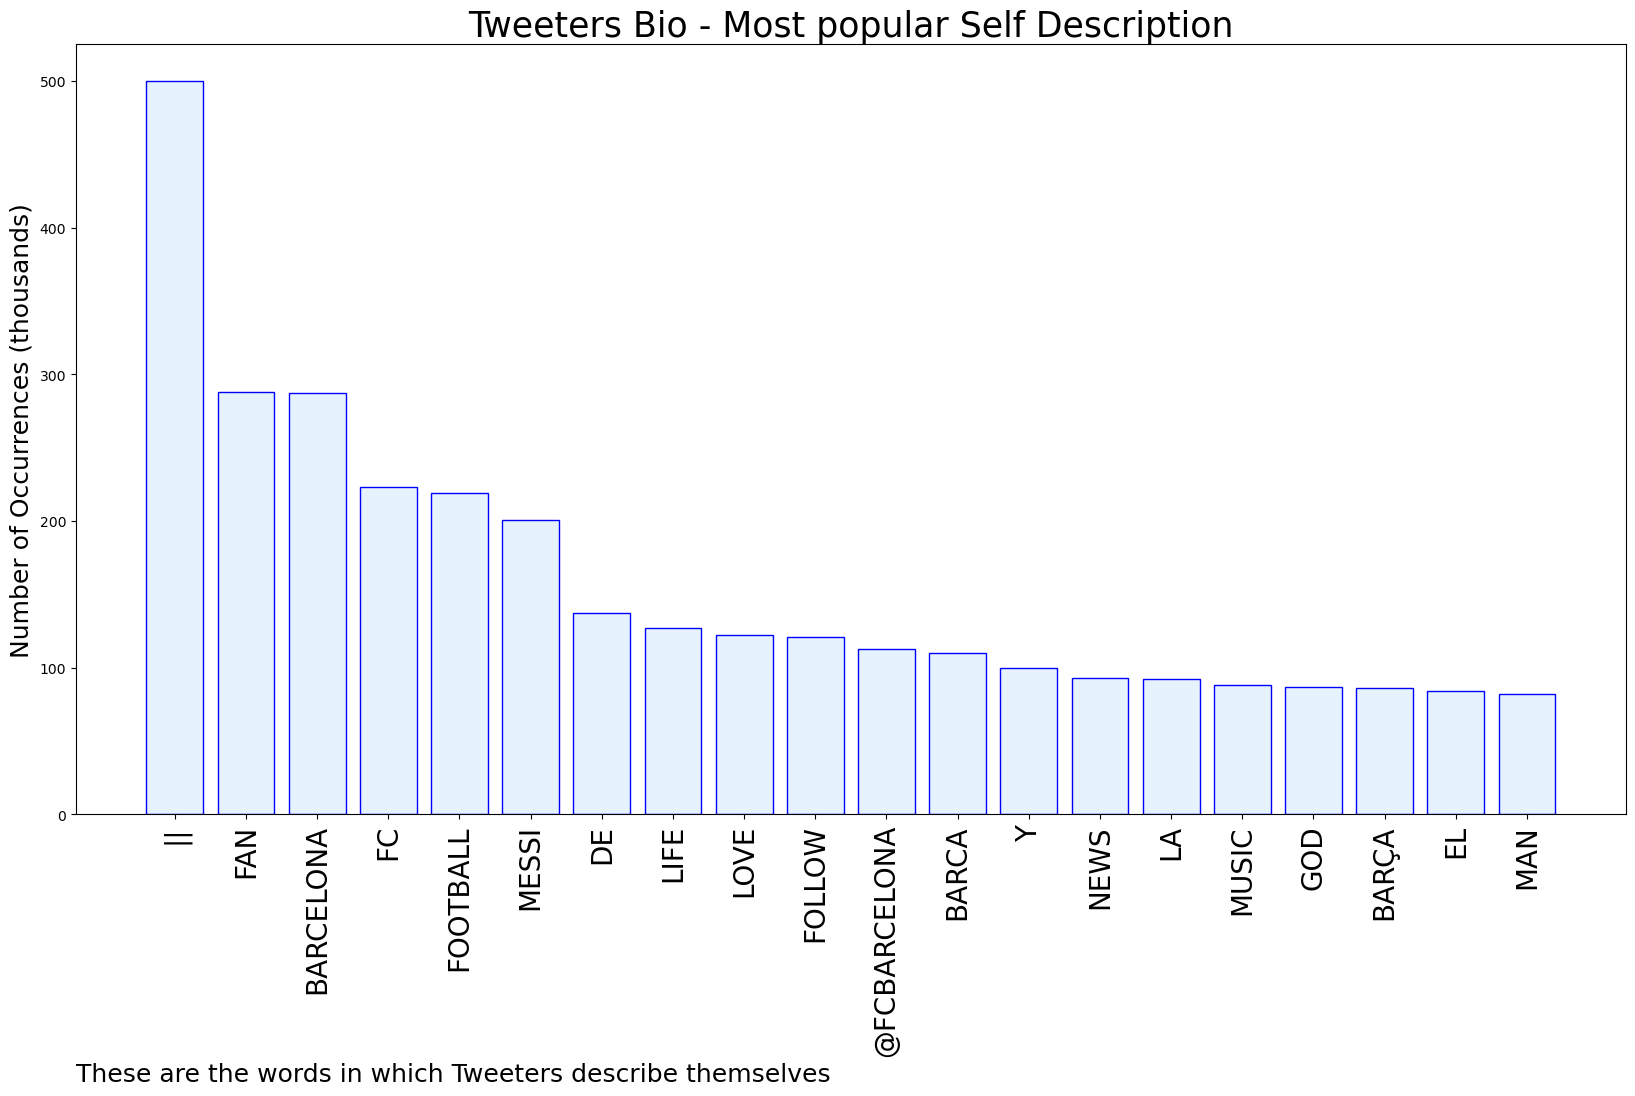 Tweeters Bio - Most popular Self Description
Number of Occurrences (thousands)
500
400
300
200
100
0
||
FAN
BARCELONA
FC
FOOTBALL
MESSI
DE
LIFE
LOVE
FOLLOW
@FCBARCELONA
BARCA
Y
NEWS
LA
MUSIC
GOD
BARÇA
EL
MAN
These are the words in which Tweeters describe themselves